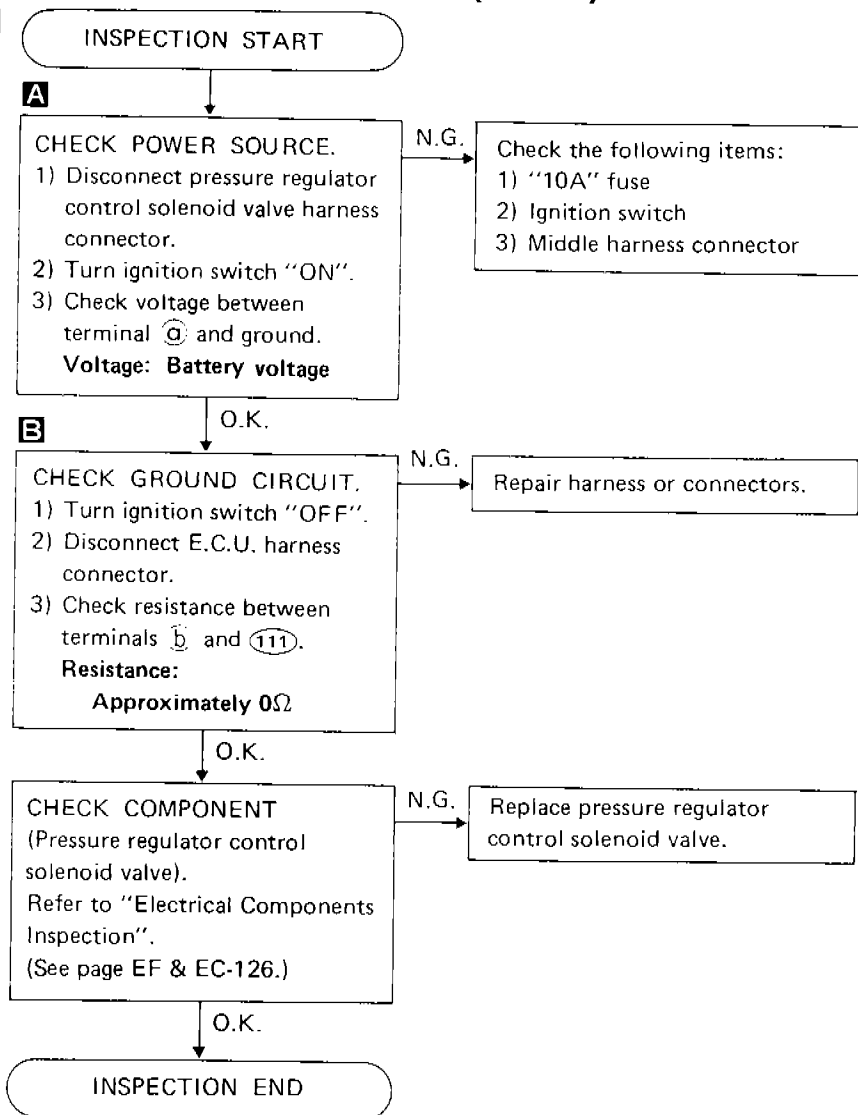 INSPECTION START
A
CHECK POWER SOURCE.
1) Disconnect pressure regulator
control solenoid valve harness
connector.
2) Turn ignition switch "ON".
3) Check voltage between
terminal ⓐ and ground.
Voltage: Battery voltage
N.G.
Check the following items:
1) "10A" fuse
2) Ignition switch
3) Middle harness connector
O.K.
B
CHECK GROUND CIRCUIT.
1) Turn ignition switch "OFF".
2) Disconnect E.C.U. harness
connector.
3) Check resistance between
terminals ⓑ and (111).
Resistance:
Approximately 0Ω
N.G.
Repair harness or connectors.
O.K.
CHECK COMPONENT
(Pressure regulator control
solenoid valve).
Refer to "Electrical Components
Inspection".
(See page EF & EC-126.)
N.G.
Replace pressure regulator
control solenoid valve.
O.K.
INSPECTION END